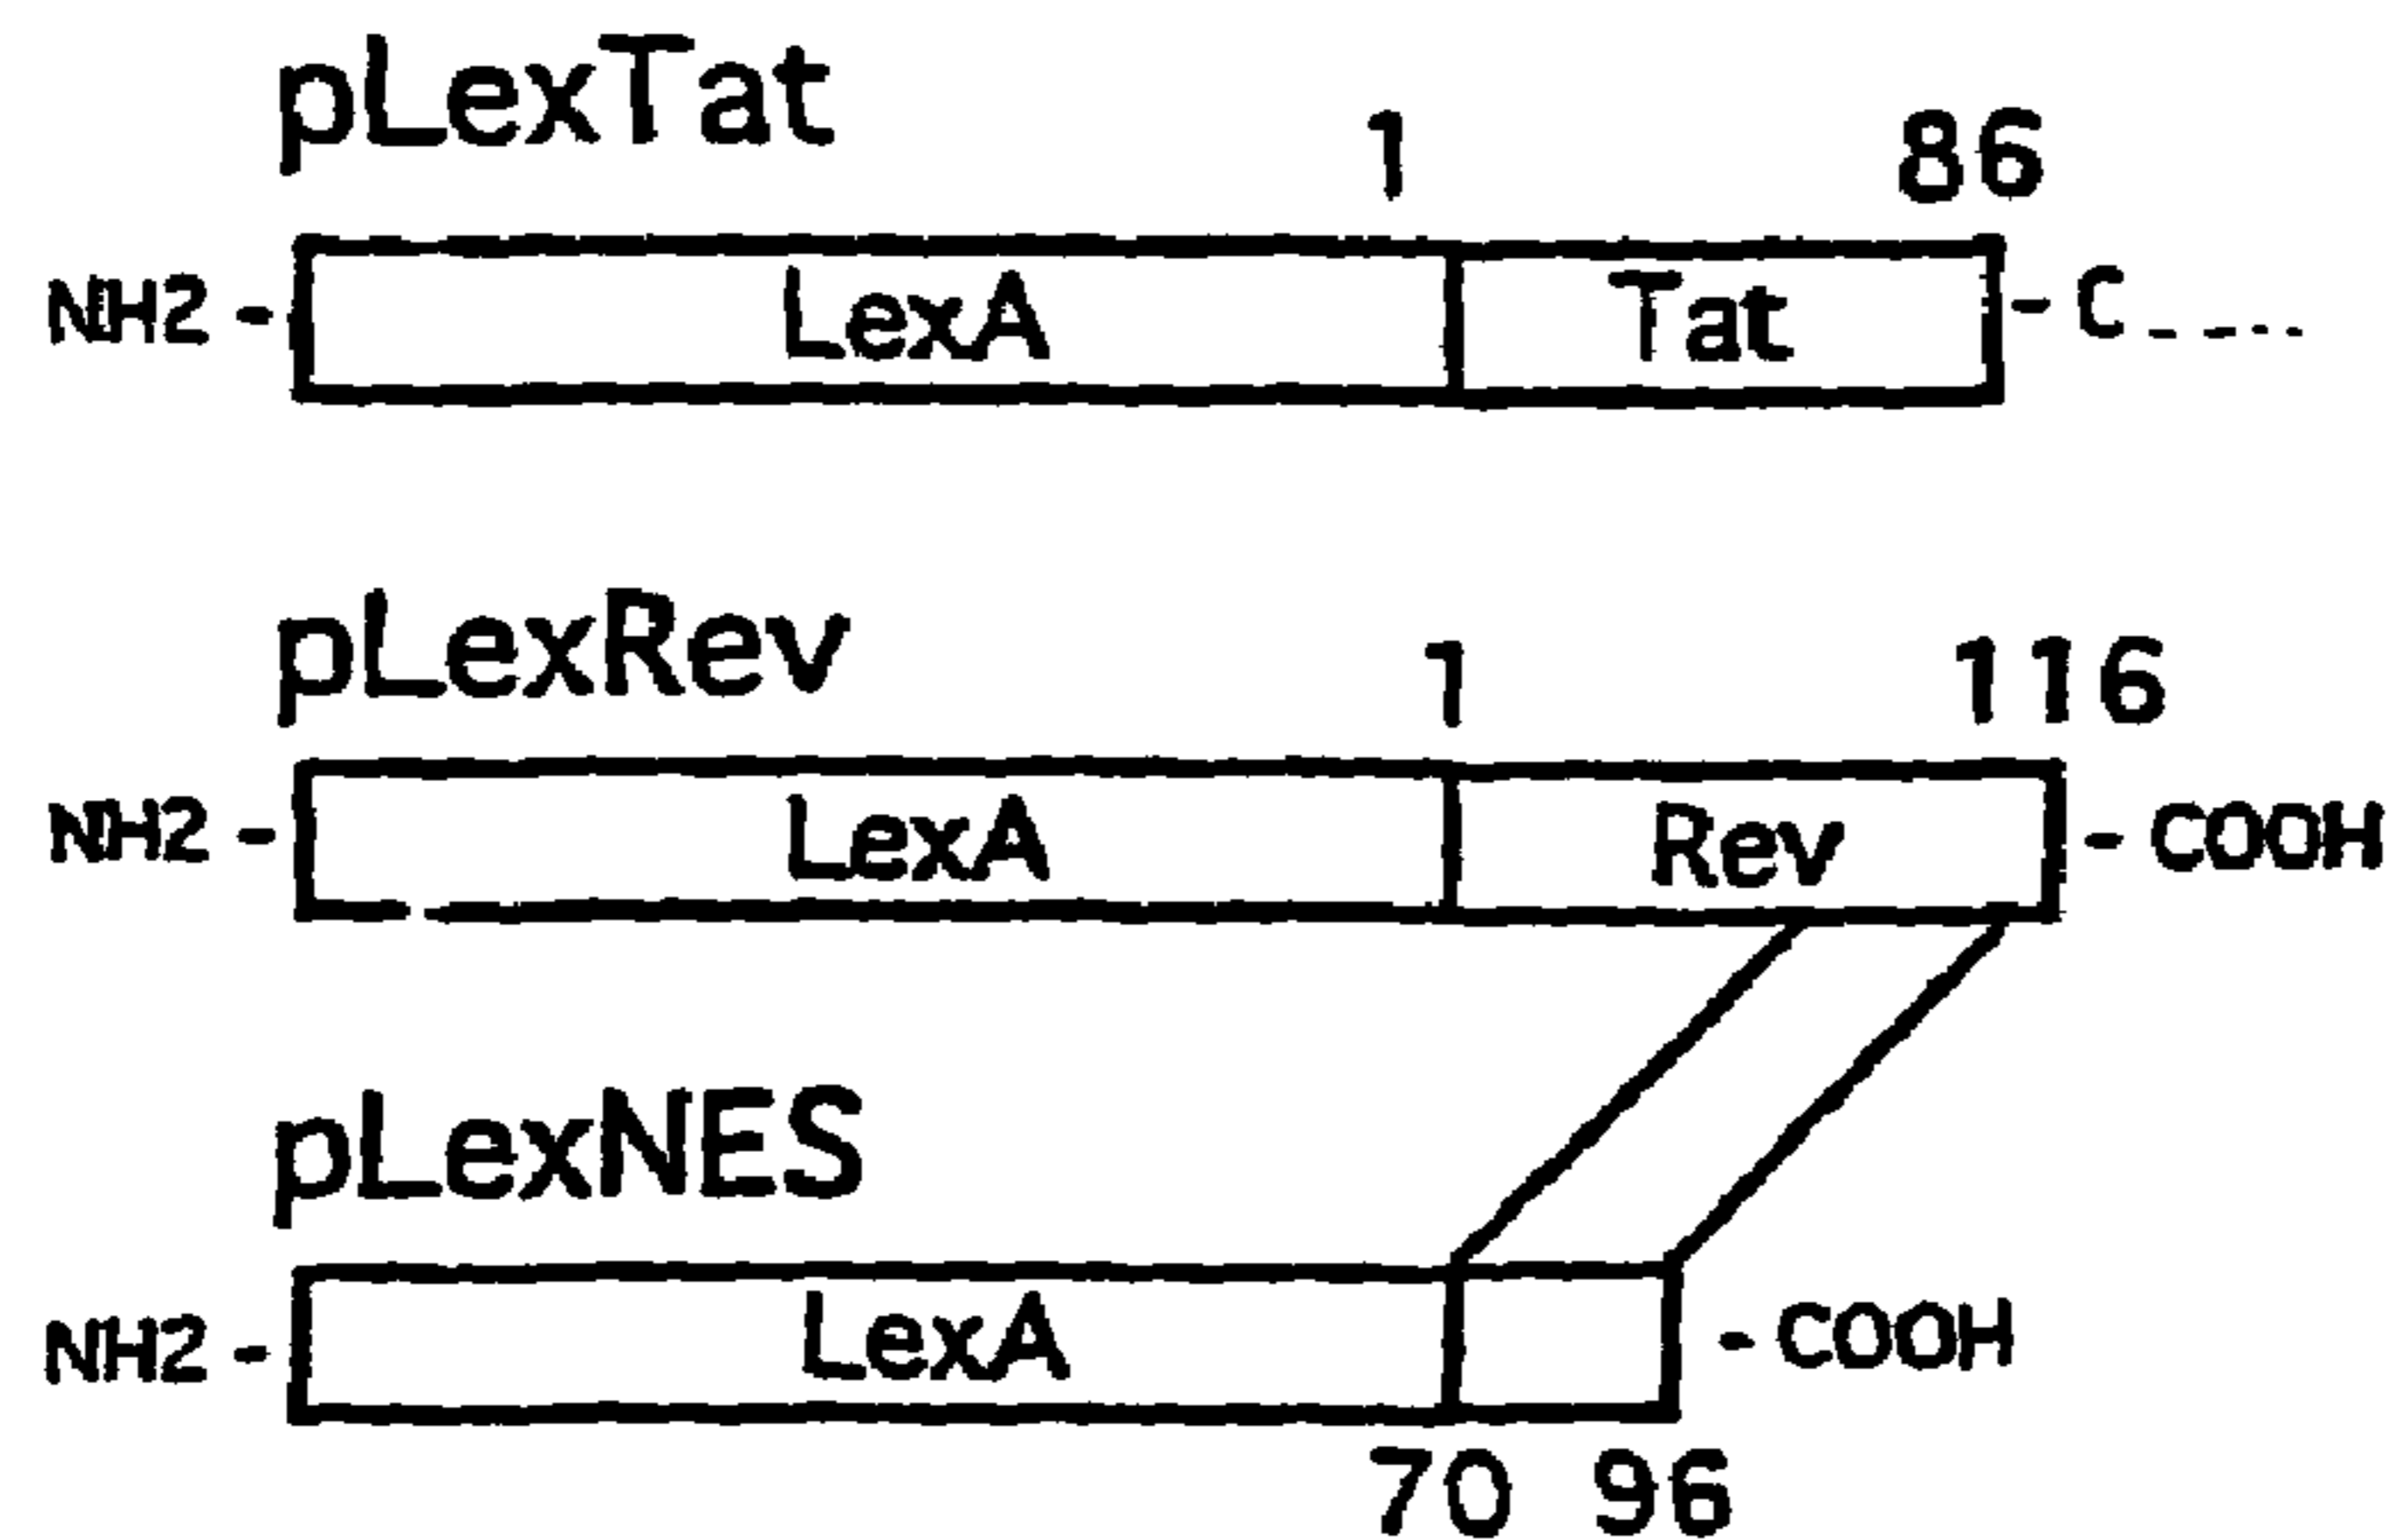 pLexTat
1 86
NH2 - LexA Tat - C
pLexRev
1 116
NH2 - LexA Rev - COOH
pLexNES
NH2 - LexA - COOH
70 96